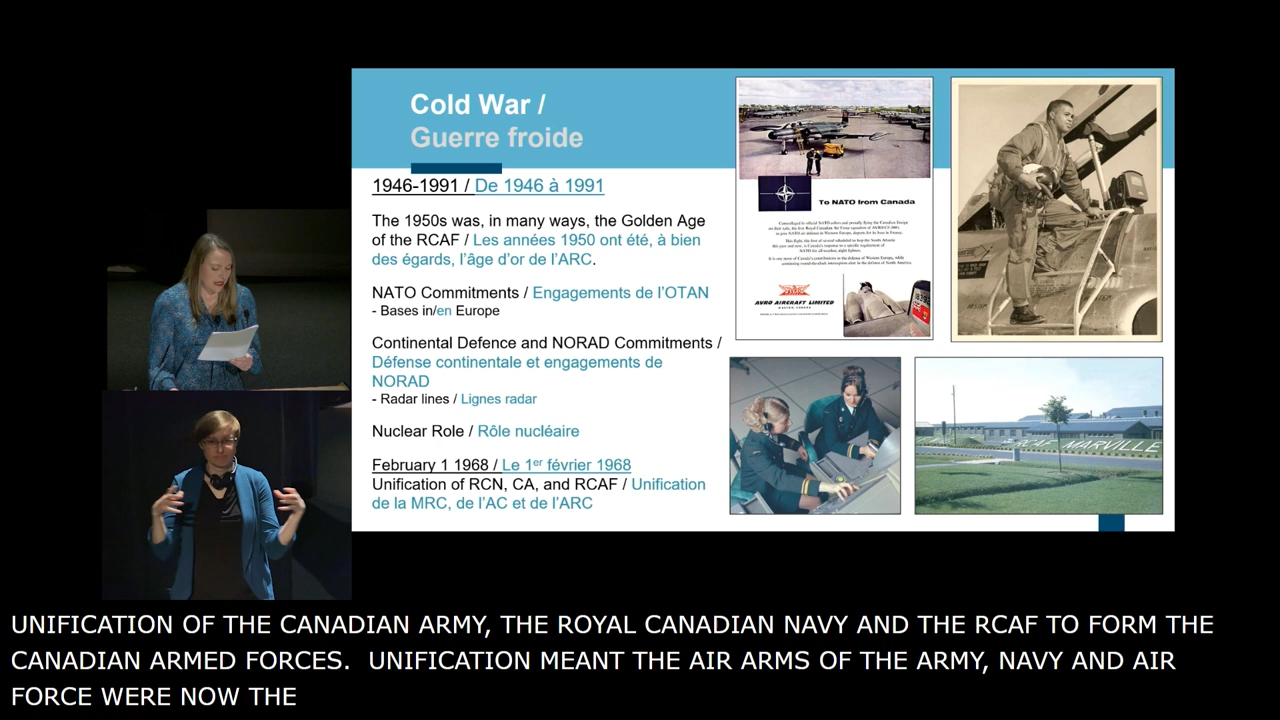 Cold War /
Guerre froide
1946-1991 / De 1946 à 1991
The 1950s was, in many ways, the Golden Age
of the RCAF / Les années 1950 ont été, à bien
des égards, l'âge d'or de l'ARC.
NATO Commitments / Engagements de l'OTAN
- Bases in/en Europe
Continental Defence and NORAD Commitments /
Défense continentale et engagements de
NORAD
- Radar lines / Lignes radar
Nuclear Role / Rôle nucléaire
February 1 1968 / Le 1er février 1968
Unification of RCN, CA, and RCAF / Unification
de la MRC, de l'AC et de l'ARC
To NATO from Canada
AVRO AIRCRAFT LIMITED
RCAF MARVILLE
UNIFICATION OF THE CANADIAN ARMY, THE ROYAL CANADIAN NAVY AND THE RCAF TO FORM THE
CANADIAN ARMED FORCES.  UNIFICATION MEANT THE AIR ARMS OF THE ARMY, NAVY AND AIR
FORCE WERE NOW THE